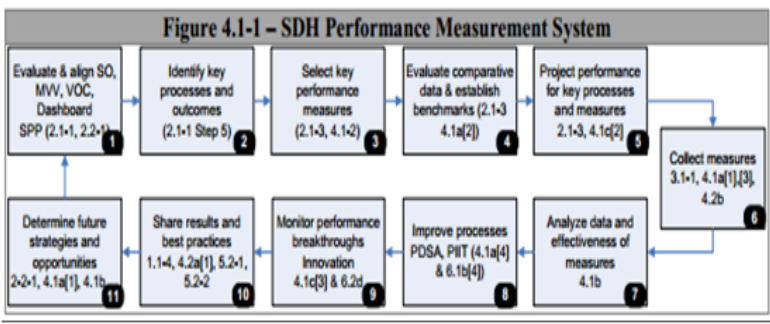 Figure 4.1-1 – SDH Performance Measurement System
Evaluate & align SO,
MVV, VOC,
Dashboard
SPP (2.1-1, 2.2-1)
1
Identify key
processes and
outcomes
(2.1-1 Step 5)
2
Select key
performance
measures
(2.1-3, 4.1-2)
3
Evaluate comparative
data & establish
benchmarks (2.1-3
4.1a[2])
4
Project performance
for key processes
and measures
2.1-3, 4.1c[2]
5
Collect measures
3.1-1, 4.1a[1],[3],
4.2b
6
Analyze data and
effectiveness of
measures
4.1b
7
Improve processes
PDSA, PIIT (4.1a[4]
& 6.1b[4])
8
Monitor performance
breakthroughs
Innovation
4.1c[3] & 6.2d
9
Share results and
best practices
1.1-4, 4.2a[1], 5.2-1,
5.2-2
10
Determine future
strategies and
opportunities
2-2-1, 4.1a[1], 4.1b
11